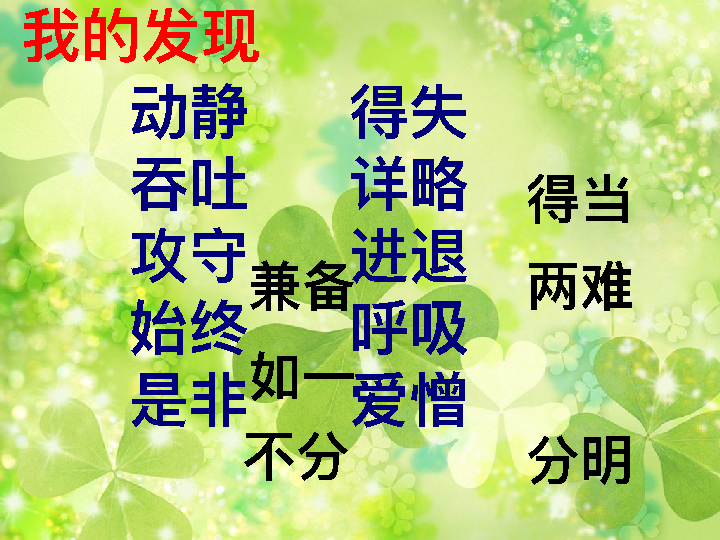 我的发现
动静 得失
吞吐 详略 得当
攻守兼备 进退两难
始终如一 呼吸
是非不分 爱憎分明